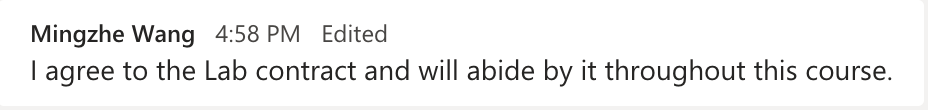 Mingzhe Wang 4:58 PM Edited
I agree to the Lab contract and will abide by it throughout this course.